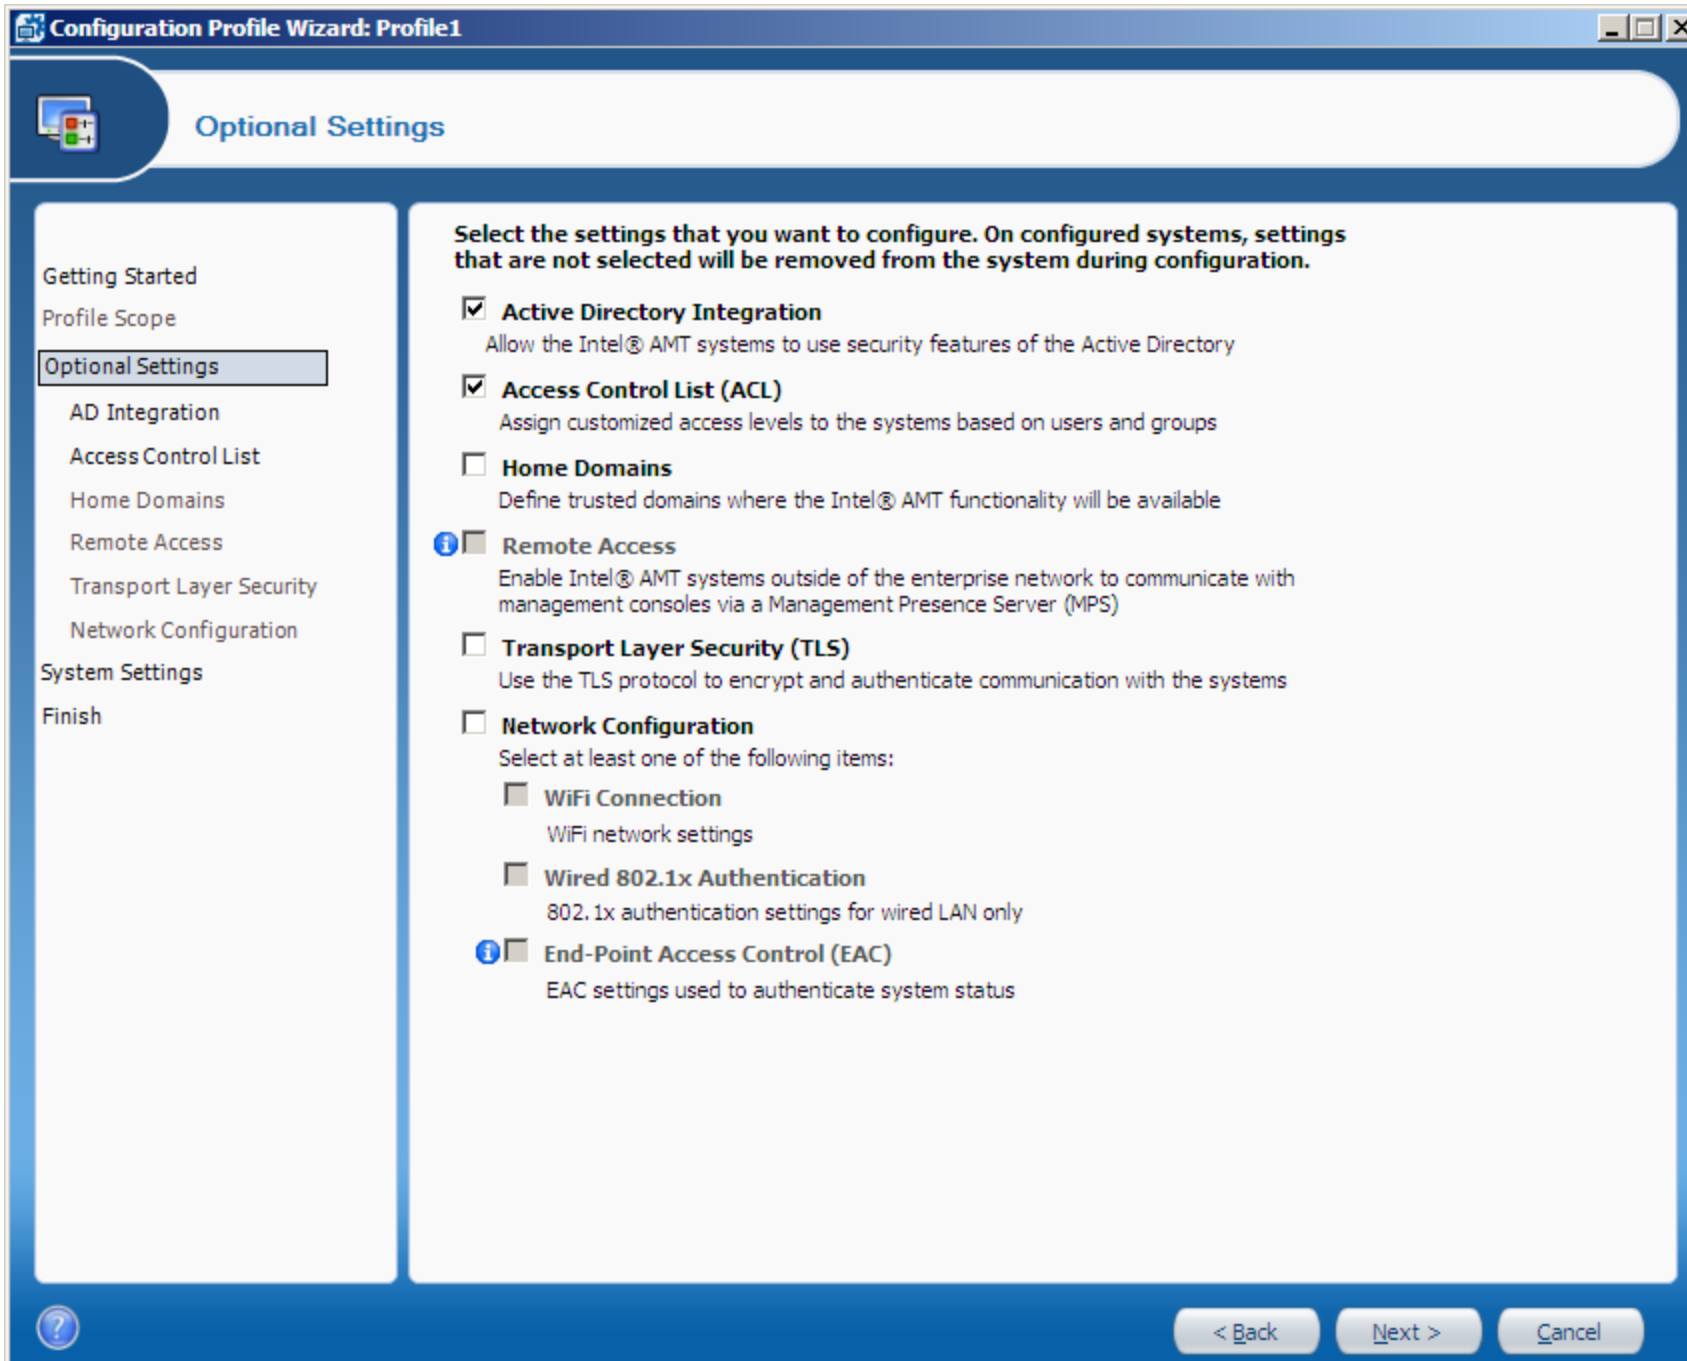 Configuration Profile Wizard: Profile1
Optional Settings
Getting Started
Profile Scope
Optional Settings
AD Integration
Access Control List
Home Domains
Remote Access
Transport Layer Security
Network Configuration
System Settings
Finish
Select the settings that you want to configure. On configured systems, settings
that are not selected will be removed from the system during configuration.
Active Directory Integration
Allow the Intel® AMT systems to use security features of the Active Directory
Access Control List (ACL)
Assign customized access levels to the systems based on users and groups
Home Domains
Define trusted domains where the Intel® AMT functionality will be available
Remote Access
Enable Intel® AMT systems outside of the enterprise network to communicate with
management consoles via a Management Presence Server (MPS)
Transport Layer Security (TLS)
Use the TLS protocol to encrypt and authenticate communication with the systems
Network Configuration
Select at least one of the following items:
WiFi Connection
WiFi network settings
Wired 802.1x Authentication
802.1x authentication settings for wired LAN only
End-Point Access Control (EAC)
EAC settings used to authenticate system status
?
< Back
Next >
Cancel